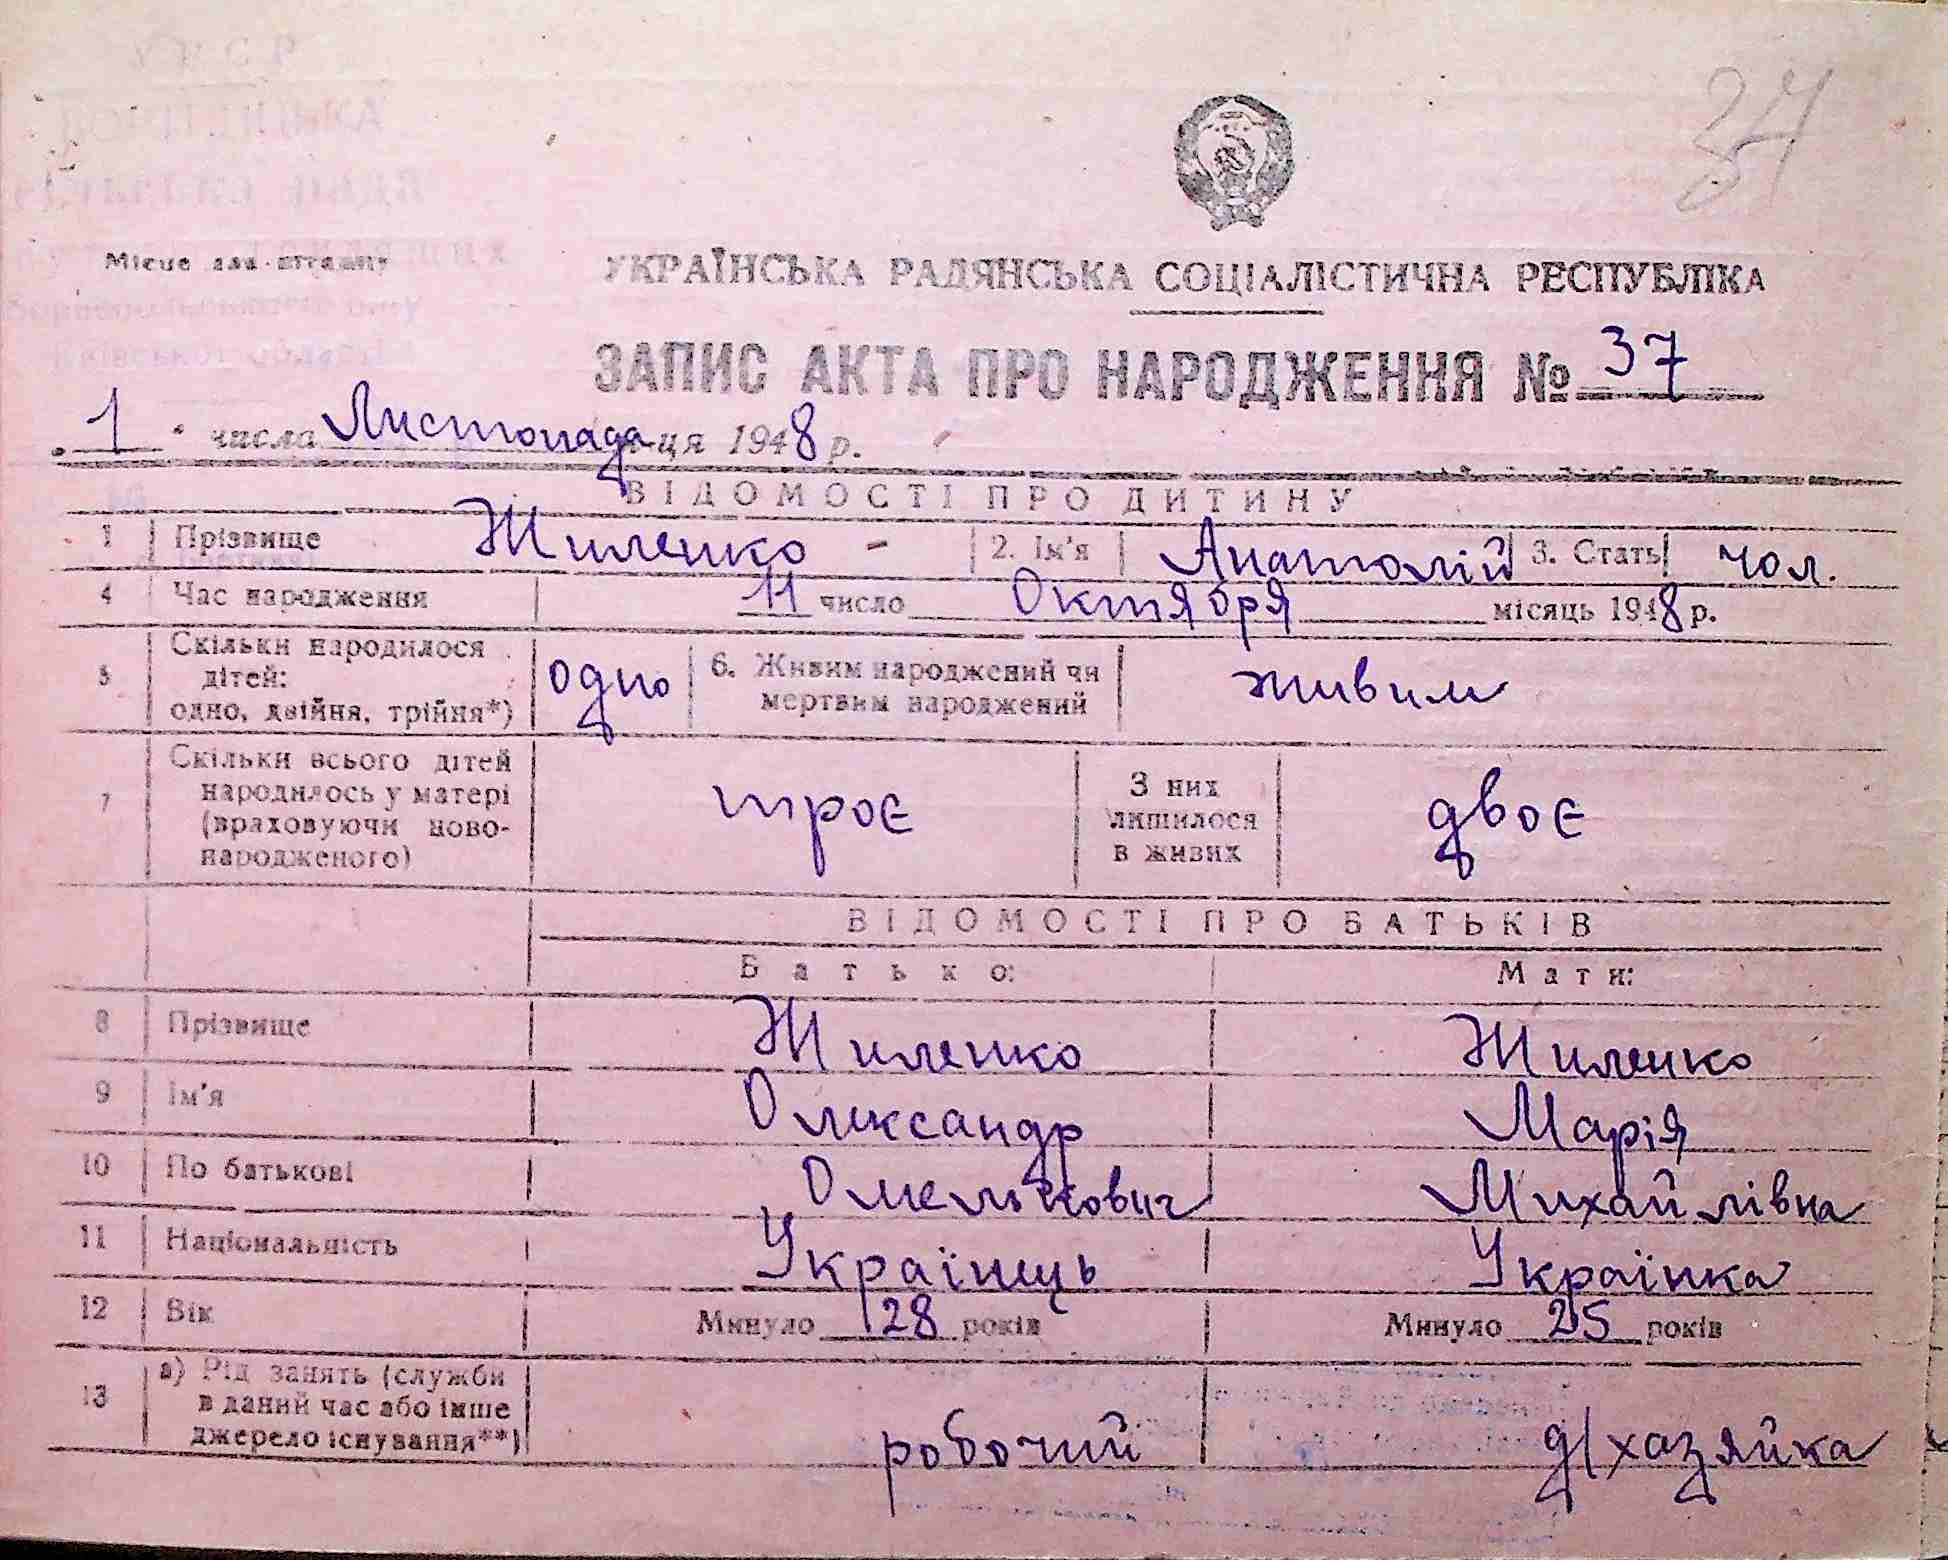 34
Місце для штампу
УКРАЇНСЬКА РАДЯНСЬКА СОЦІАЛІСТИЧНА РЕСПУБЛІКА
ЗАПИС АКТА ПРО НАРОДЖЕННЯ № 37
„1" числа Листопада м-ця 1948 р.
ВІДОМОСТІ ПРО ДИТИНУ
1 Прізвище Жиленко - 2. Ім'я Анатолій 3. Стать чол.
4 Час народження 11 число Октября місяць 1948 р.
5 Скільки народилося дітей: одно, двійня, трійня*) одно 6. Живим народжений чи мертвим народжений живим
7 Скільки всього дітей народилось у матері (враховуючи ново-народженого) троє З них лишилося в живих двоє
ВІДОМОСТІ ПРО БАТЬКІВ
Батько: Мати:
8 Прізвище Жиленко Жиленко
9 Ім'я Олександр Марія
10 По батькові Омелькович Михайлівна
11 Національність Українець Українка
12 Вік Минуло 28 років Минуло 25 років
13 а) Рід занять (служби в даний час або інше джерело існування**) робочий д/хазяйка